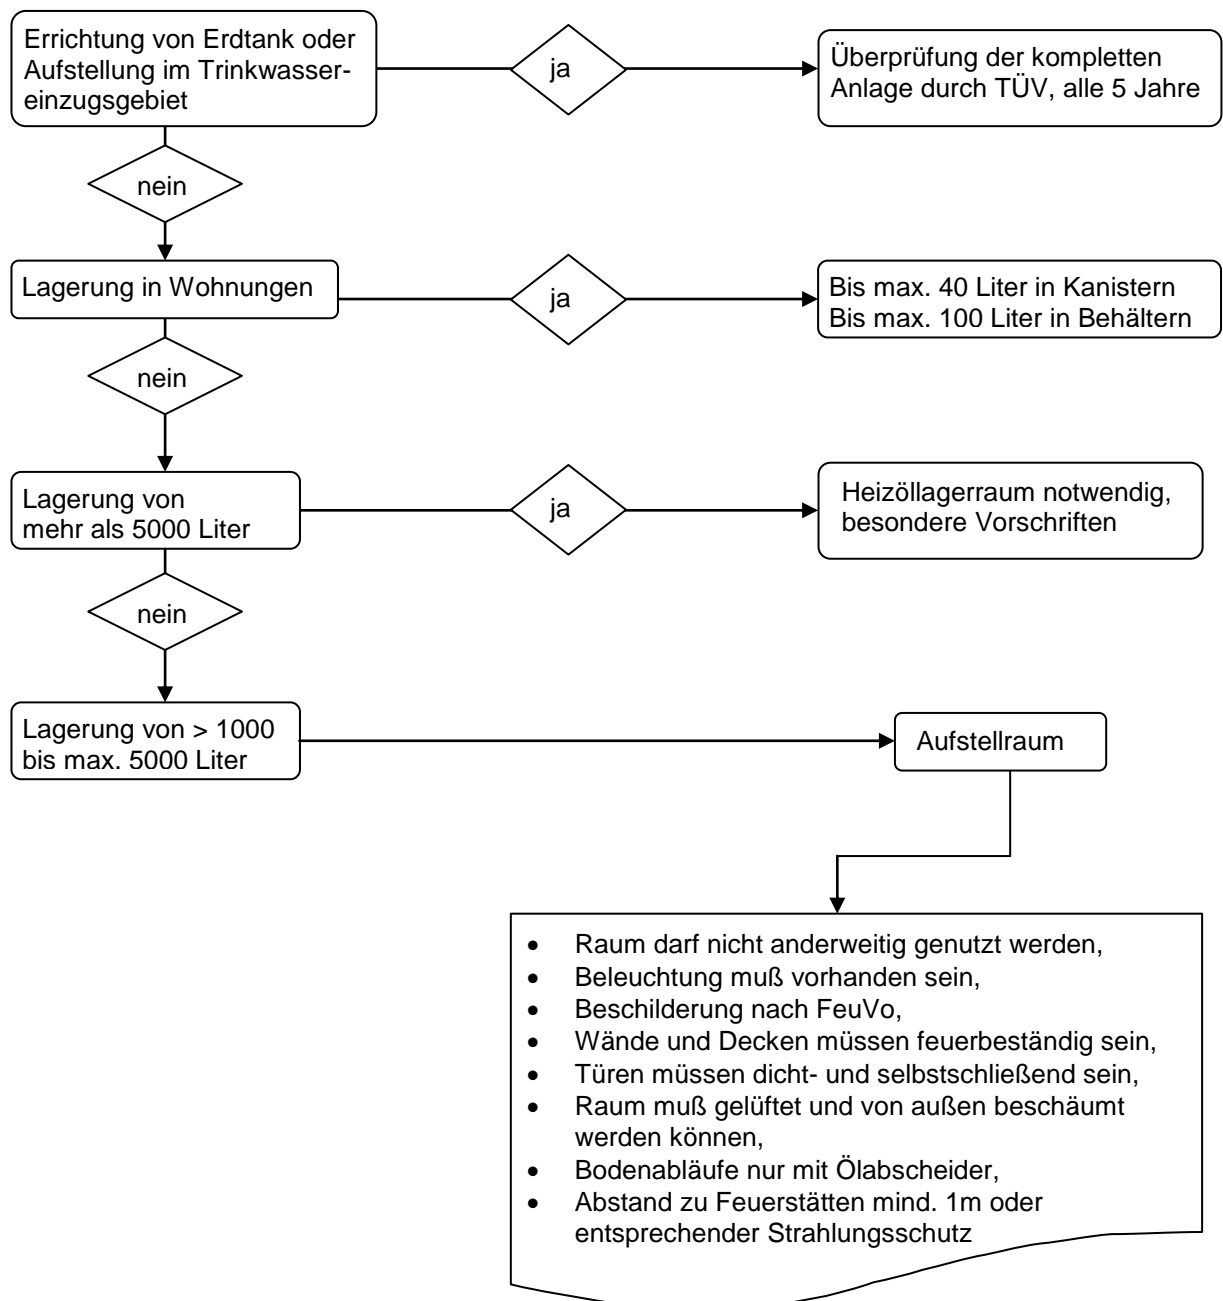 Errichtung von Erdtank oder
Aufstellung im Trinkwasser-
einzugsgebiet
ja
Überprüfung der kompletten
Anlage durch TÜV, alle 5 Jahre
nein
Lagerung in Wohnungen
ja
Bis max. 40 Liter in Kanistern
Bis max. 100 Liter in Behältern
nein
Lagerung von
mehr als 5000 Liter
ja
Heizöllagerraum notwendig,
besondere Vorschriften
nein
Lagerung von > 1000
bis max. 5000 Liter
Aufstellraum
• Raum darf nicht anderweitig genutzt werden,
• Beleuchtung muß vorhanden sein,
• Beschilderung nach FeuVo,
• Wände und Decken müssen feuerbeständig sein,
• Türen müssen dicht- und selbstschließend sein,
• Raum muß gelüftet und von außen beschäumt
werden können,
• Bodenabläufe nur mit Ölabscheider,
• Abstand zu Feuerstätten mind. 1m oder
entsprechender Strahlungsschutz